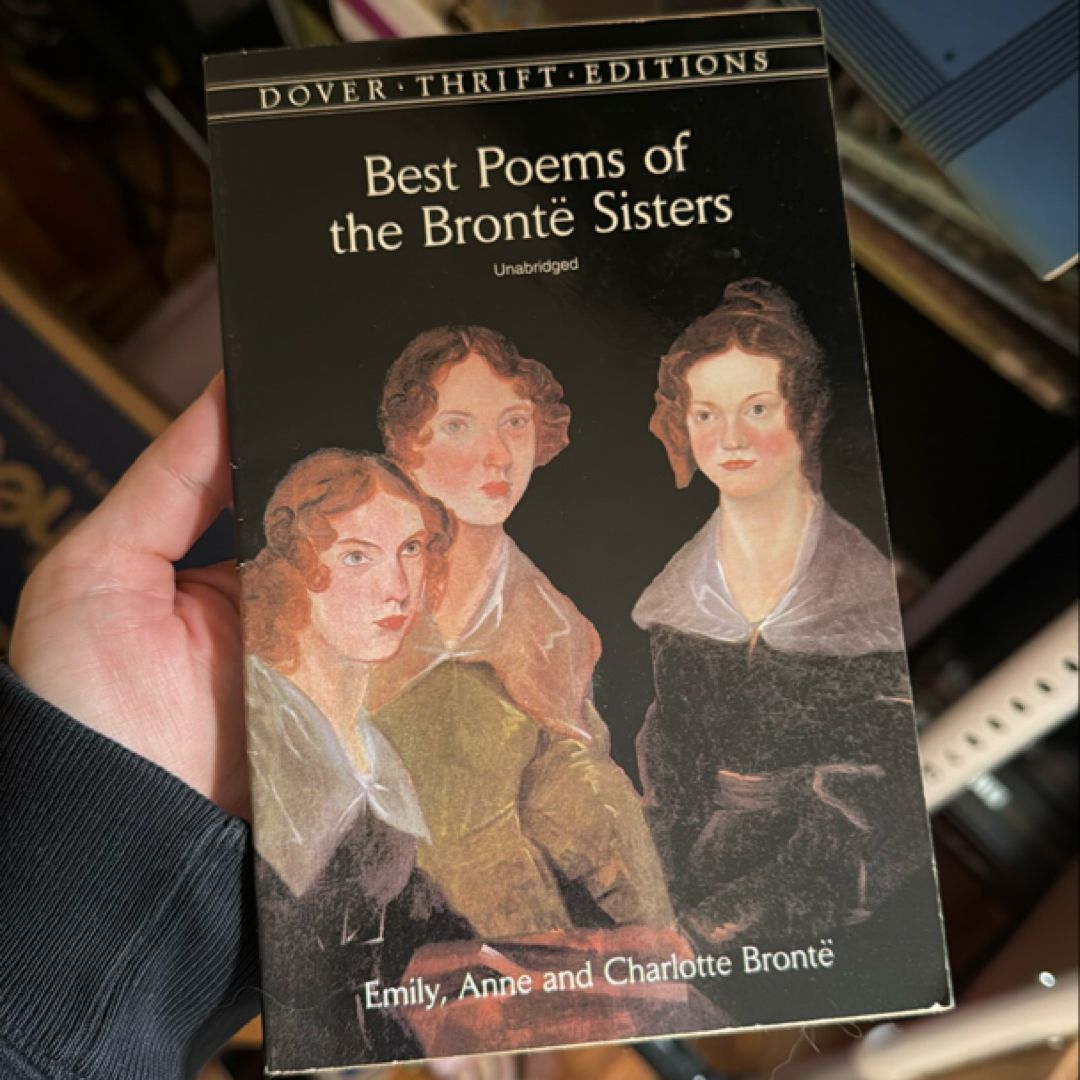 DOVER · THRIFT · EDITIONS
Best Poems of
the Brontë Sisters
Unabridged
Emily, Anne and Charlotte Brontë